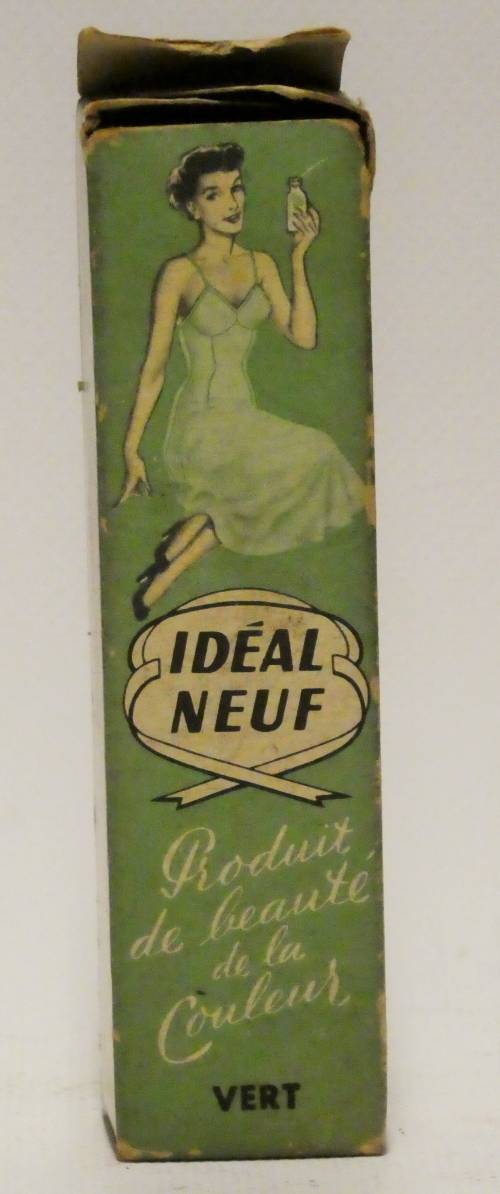 IDÉAL
NEUF
Produit
de beauté
de la
Couleur
VERT